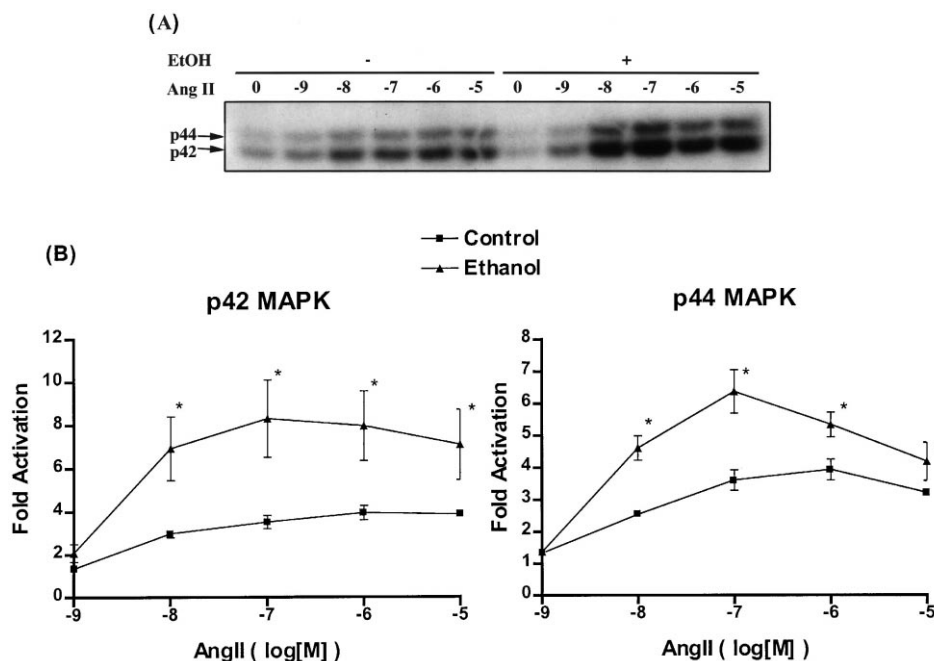 (A)
EtOH - +
Ang II 0 -9 -8 -7 -6 -5 0 -9 -8 -7 -6 -5
p44
p42
(B)
Control
Ethanol
p42 MAPK
12
10
8
6
4
2
0
Fold Activation
* * * *
-9 -8 -7 -6 -5
AngII ( log[M] )
p44 MAPK
8
7
6
5
4
3
2
1
0
Fold Activation
* * *
-9 -8 -7 -6 -5
AngII ( log[M] )